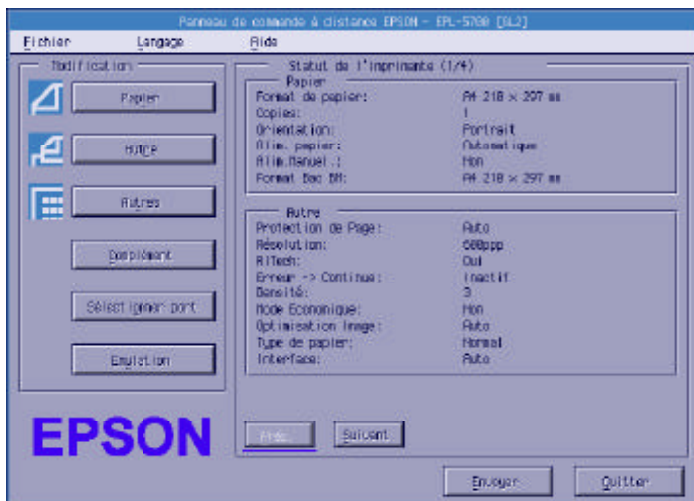 Panneau de commande à distance EPSON - EPL-5700 [GL2]
Fichier Langage Aide
Modification
Papier
Autre
Autres
Complément
Sélectionner port
Emulation
EPSON
Statut de l'imprimante (1/4)
Papier
Format de papier: A4 210 × 297 mm
Copies: 1
Orientation: Portrait
Alim. papier: Automatique
Alim.Manuel.: Non
Format Bac BM: A4 210 × 297 mm
Autre
Protection de Page: Auto
Résolution: 600ppp
RITech: Oui
Erreur -> Continue: Inactif
Densité: 3
Mode Economique: Non
Optimisation Image: Auto
Type de papier: Normal
Interface: Auto
Suivant
Envoyer Quitter